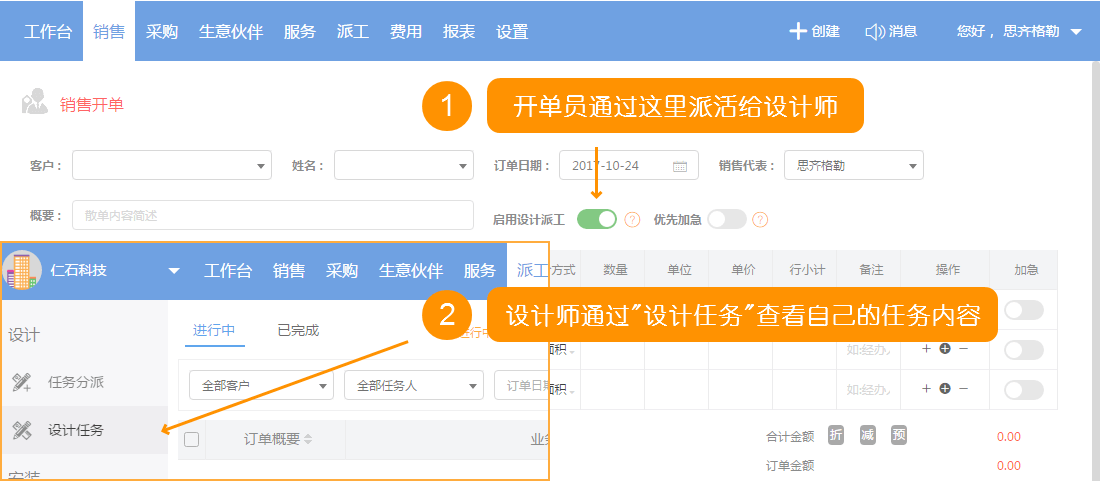 工作台 销售 采购 生意伙伴 服务 派工 费用 报表 设置 创建 消息 您好， 思齐格勒
销售开单
1 开单员通过这里派活给设计师
客户： 姓名： 订单日期： 2017-10-24 销售代表： 思齐格勒
概要： 散单内容简述 启用设计派工 ? 优先加急 ?
方式 数量 单位 单价 行小计 备注 操作 加急
仁石科技 工作台 销售 采购 生意伙伴 服务 派工
2 设计师通过"设计任务"查看自己的任务内容
设计 进行中 已完成 进行中
面积 如:经办 + + −
任务分派 全部客户 全部任务人 订单日期
面积 如:经办 + + −
设计任务
订单概要 业务
合计金额 折 减 预 0.00
订单金额 0.00
安装